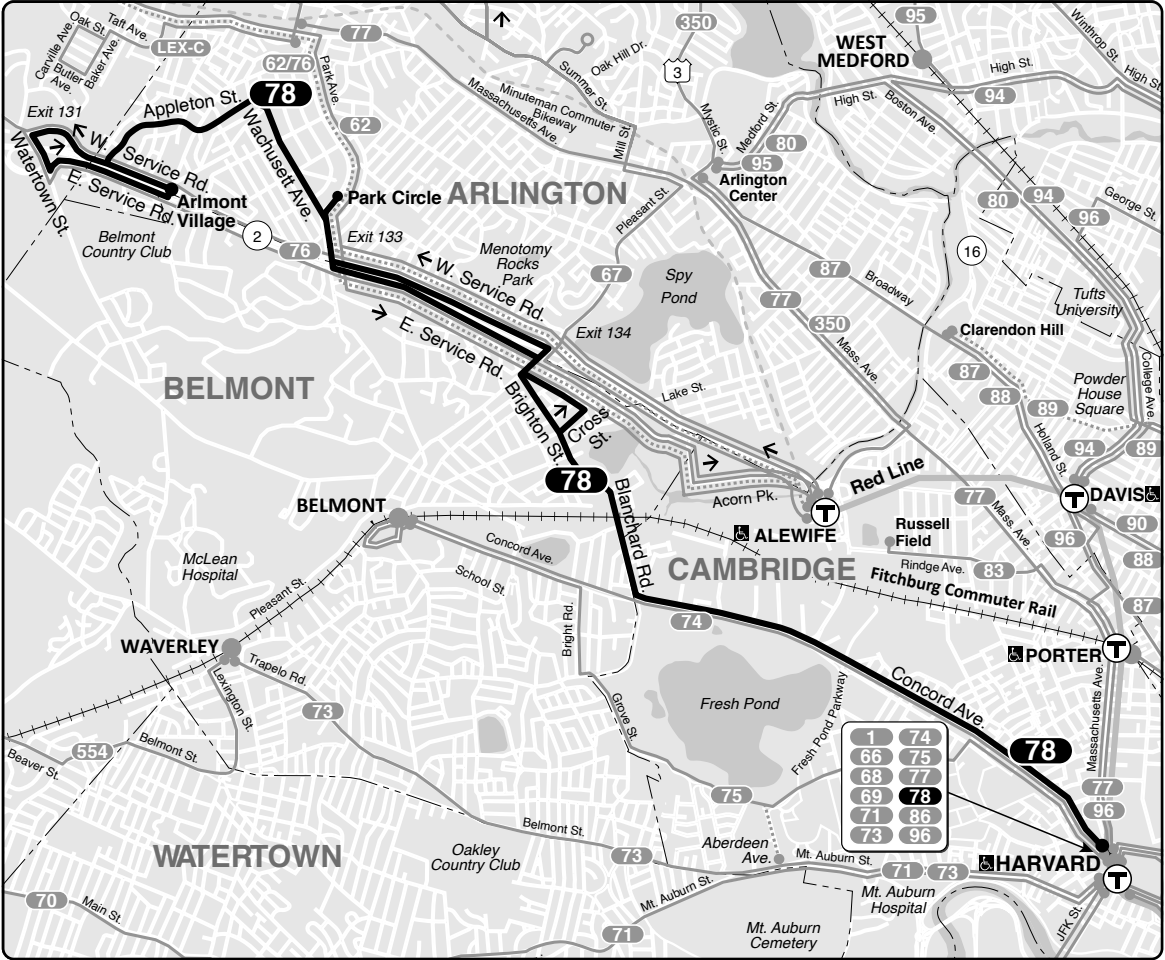 Oak St.
Taft Ave.
Carville Ave.
Butler
Ave.
Baker Ave.
LEX-C
62/76
77
Park Ave.
350
Oak Hill Dr.
Summer St.
3
95
WEST
MEDFORD
Winthrop St.
High St.
High St.
High St.
94
Boston Ave.
Exit 131
Appleton St.
78
62
Minuteman Commuter
Bikeway
Massachusetts Ave.
Mill St.
Mystic St.
Medford St.
80
95
Arlington
Center
Watertown St.
W. Service Rd.
E. Service Rd.
Arlmont
Village
Wachusett Ave.
Park Circle
ARLINGTON
Pleasant St.
80
94
96
George St.
Belmont
Country Club
2
76
Exit 133
W. Service Rd.
Menotomy
Rocks
Park
67
Spy
Pond
87
Broadway
16
Tufts
University
77
350
Mass. Ave.
Clarendon Hill
E. Service Rd.
Exit 134
BELMONT
Lake St.
87
88
89
Powder
House
Square
College Ave.
Brighton St.
Cross
St.
Holland St.
94
89
78
Blanchard Rd.
Acorn Pk.
Red Line
77
T
DAVIS
BELMONT
T
ALEWIFE
Mass. Ave.
90
Russell
Field
96
88
McLean
Hospital
Concord Ave.
School St.
CAMBRIDGE
Rindge Ave.
83
Fitchburg Commuter Rail
87
Pleasant St.
74
Bright Rd.
WAVERLEY
T
PORTER
Trapelo Rd.
Lexington St.
73
Grove St.
Fresh Pond
Fresh Pond Parkway
Concord Ave.
Massachusetts Ave.
554
Beaver St.
Belmont St.
1 74
66 75
68 77
69 78
71 86
73 96
78
77
96
75
Belmont St.
WATERTOWN
Oakley
Country Club
73
Aberdeen
Ave.
Mt. Auburn St.
71
73
HARVARD
T
Mt. Auburn
Hospital
70
Main St.
Mt. Auburn St.
71
Mt. Auburn
Cemetery
JFK St.